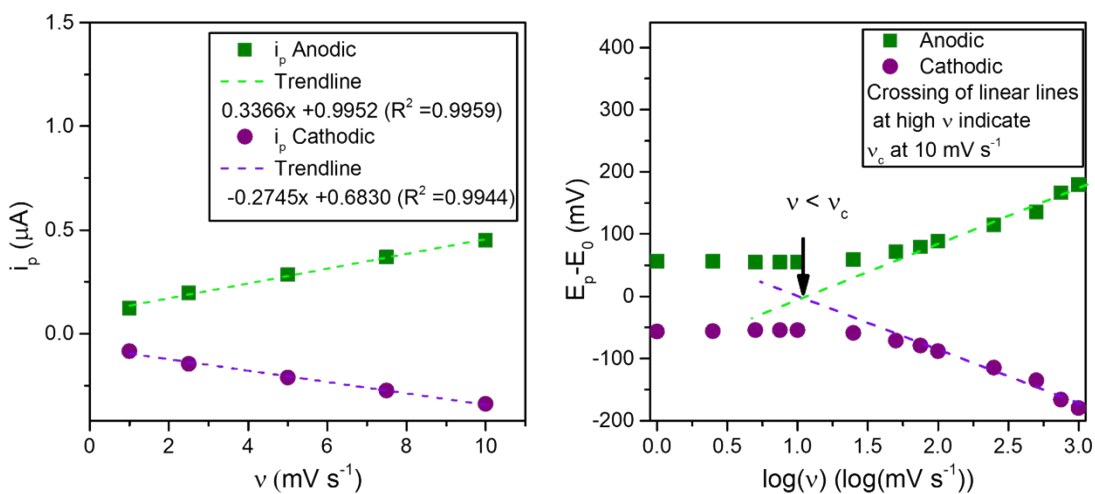 1.5
1.0
0.5
0.0
i_p (μA)
0
2
4
6
8
10
ν (mV s⁻¹)
i_p Anodic
Trendline
0.3366x +0.9952 (R² =0.9959)
i_p Cathodic
Trendline
-0.2745x +0.6830 (R² =0.9944)
400
300
200
100
0
-100
-200
E_p-E_0 (mV)
0.0
0.5
1.0
1.5
2.0
2.5
3.0
log(ν) (log(mV s⁻¹))
Anodic
Cathodic
Crossing of linear lines
at high ν indicate
ν_c at 10 mV s⁻¹
ν < ν_c